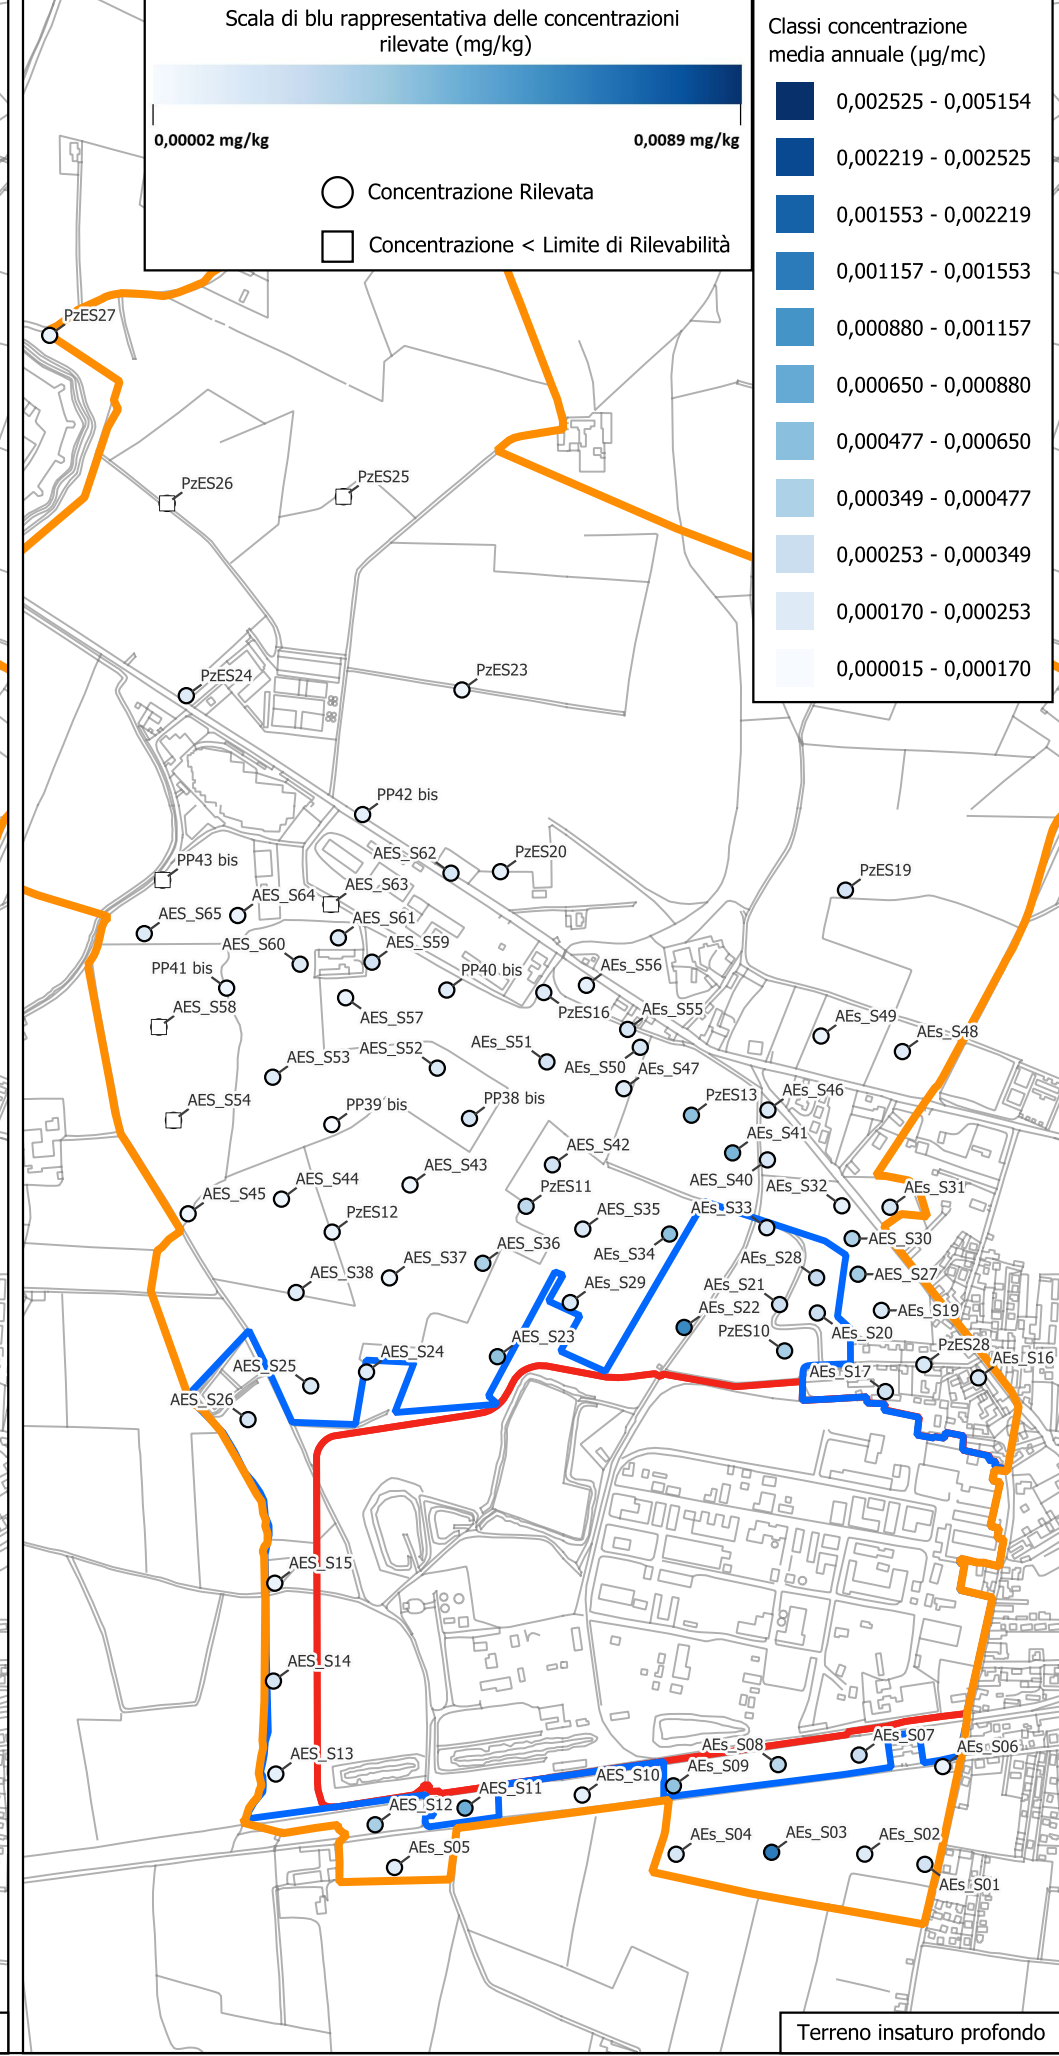 Scala di blu rappresentativa delle concentrazioni
rilevate (mg/kg)
0,00002 mg/kg
0,0089 mg/kg
Concentrazione Rilevata
Concentrazione < Limite di Rilevabilità
Classi concentrazione
media annuale (µg/mc)
0,002525 - 0,005154
0,002219 - 0,002525
0,001553 - 0,002219
0,001157 - 0,001553
0,000880 - 0,001157
0,000650 - 0,000880
0,000477 - 0,000650
0,000349 - 0,000477
0,000253 - 0,000349
0,000170 - 0,000253
0,000015 - 0,000170
PzES27
PzES26
PzES25
PzES24
PzES23
PP42 bis
AES_S62
PzES20
PP43 bis
AES_S63
PzES19
AES_S64
AES_S65
AES_S61
AES_S60
AES_S59
PP41 bis
PP40 bis
AEs_S56
AES_S58
AES_S57
PzES16
AEs_S55
AEs_S49
AEs_S48
AES_S53
AES_S52
AEs_S51
AEs_S50
AEs_S47
AES_S54
PP39 bis
PP38 bis
PzES13
AEs_S46
AEs_S41
AES_S42
AES_S40
AES_S45
AES_S44
AES_S43
AEs_S32
AEs_S31
PzES12
PzES11
AES_S35
AEs_S33
AEs_S30
AES_S38
AES_S37
AES_S36
AEs_S34
AEs_S28
AES_S27
AEs_S29
AES_S21
AEs_S19
AEs_S22
AEs_S20
PzES10
PzES28
AEs_S16
AES_S23
AES_S24
AES_S25
AEs_S17
AES_S26
AES_S15
AES_S14
AES_S13
AEs_S07
AEs_S08
AEs_S06
AEs_S09
AEs_S10
AES_S11
AES_S12
AEs_S05
AEs_S04
AEs_S03
AEs_S02
AEs_S01
Terreno insaturo profondo